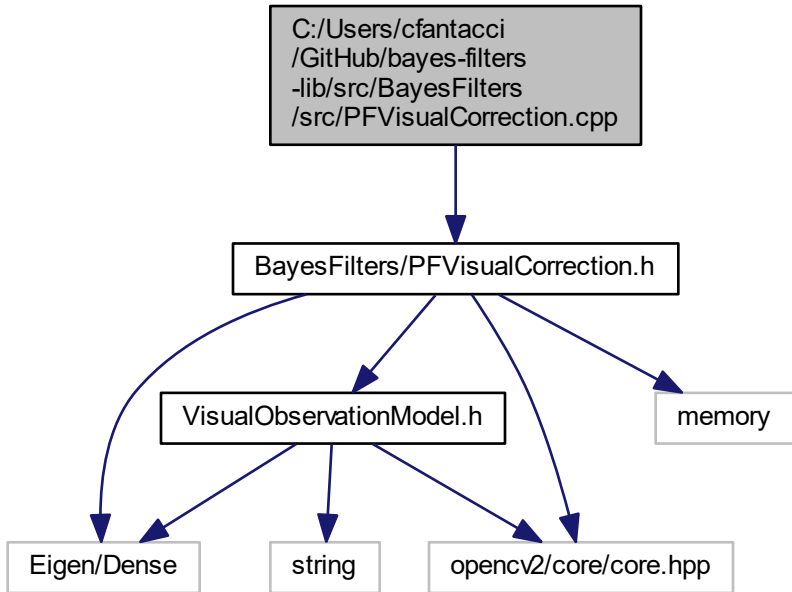 C:/Users/cfantacci
/GitHub/bayes-filters
-lib/src/BayesFilters
/src/PFVisualCorrection.cpp
BayesFilters/PFVisualCorrection.h
VisualObservationModel.h
memory
Eigen/Dense
string
opencv2/core/core.hpp